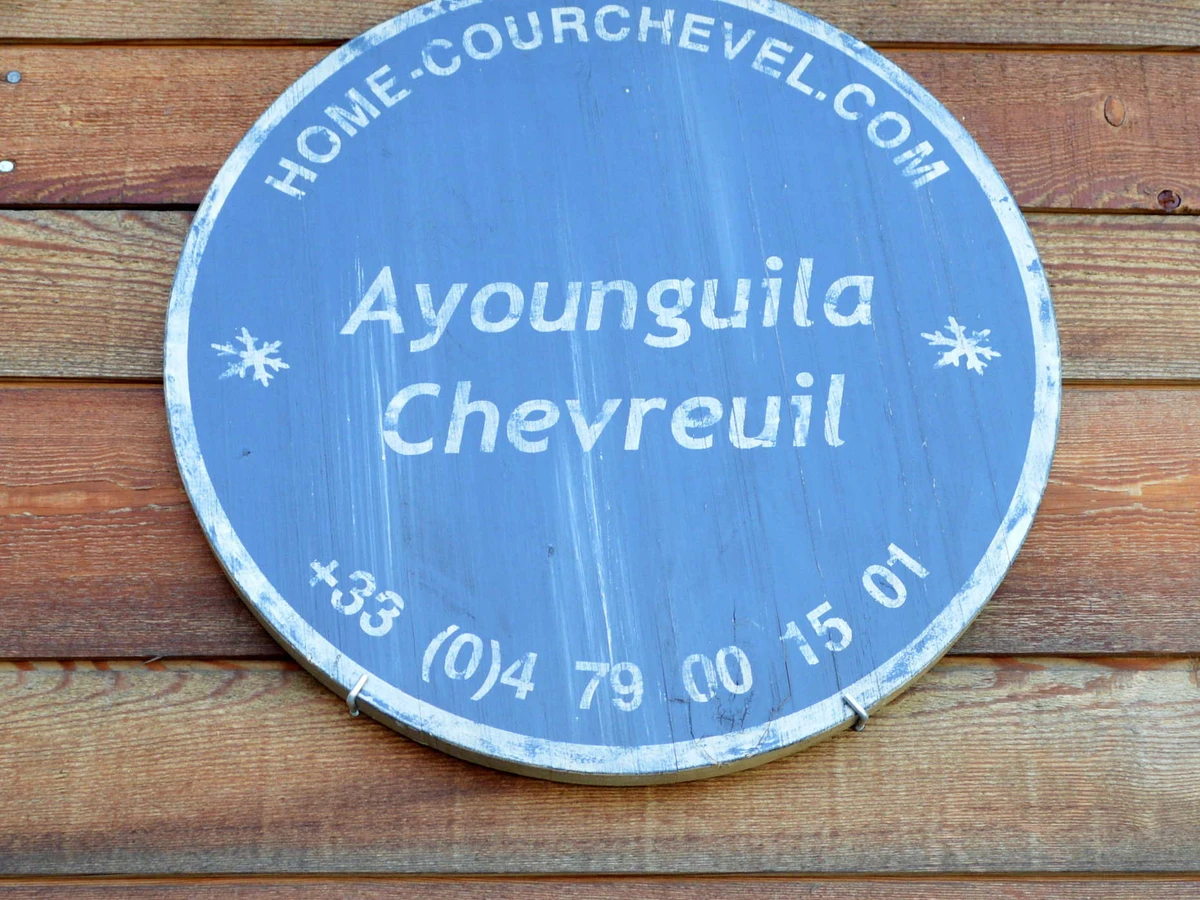 HOME-COURCHEVEL.COM
Ayounguila
Chevreuil
+33 (0)4 79 00 15 01